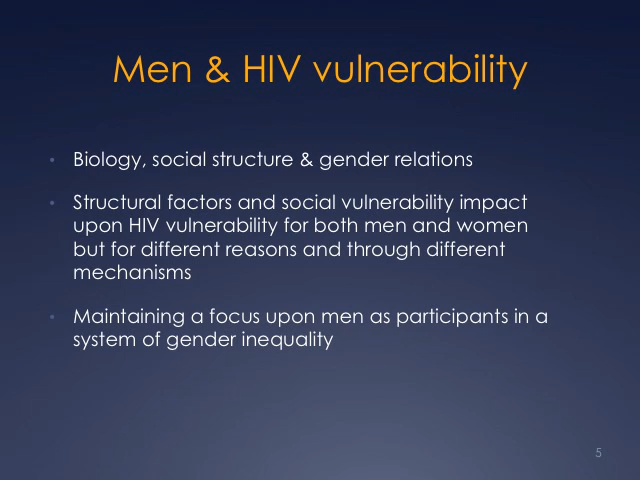 Men & HIV vulnerability
• Biology, social structure & gender relations
• Structural factors and social vulnerability impact
upon HIV vulnerability for both men and women
but for different reasons and through different
mechanisms
• Maintaining a focus upon men as participants in a
system of gender inequality
5